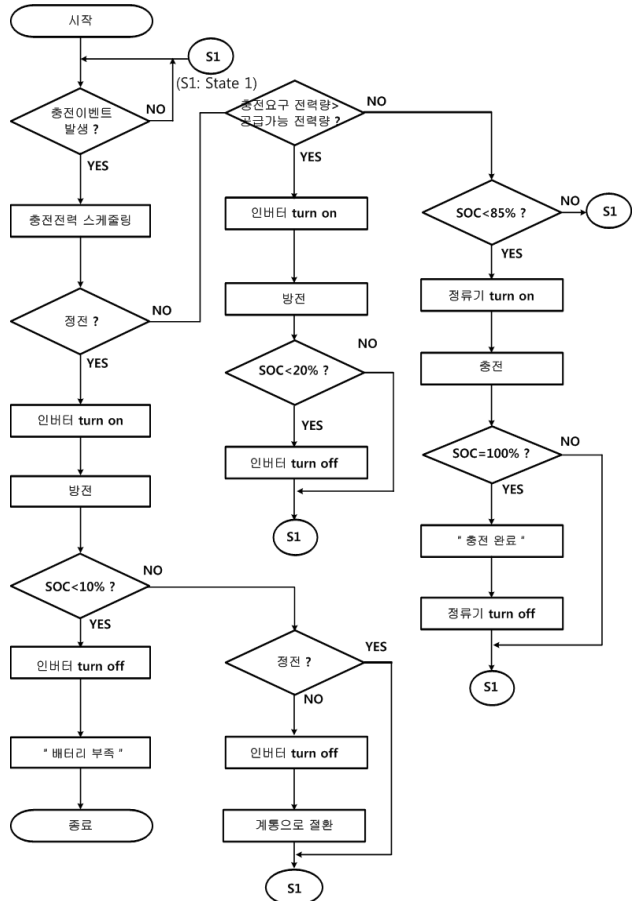 시작
S1
(S1: State 1)
충전이벤트
발생 ?
NO
YES
충전전력 스케줄링
정전 ?
NO
YES
인버터 turn on
방전
SOC<10% ?
NO
YES
인버터 turn off
" 배터리 부족 "
종료
충전요구 전력량>
공급가능 전력량 ?
NO
YES
인버터 turn on
방전
SOC<20% ?
NO
YES
인버터 turn off
S1
정전 ?
YES
NO
인버터 turn off
계통으로 절환
S1
SOC<85% ?
NO
S1
YES
정류기 turn on
충전
SOC=100% ?
NO
YES
" 충전 완료 "
정류기 turn off
S1